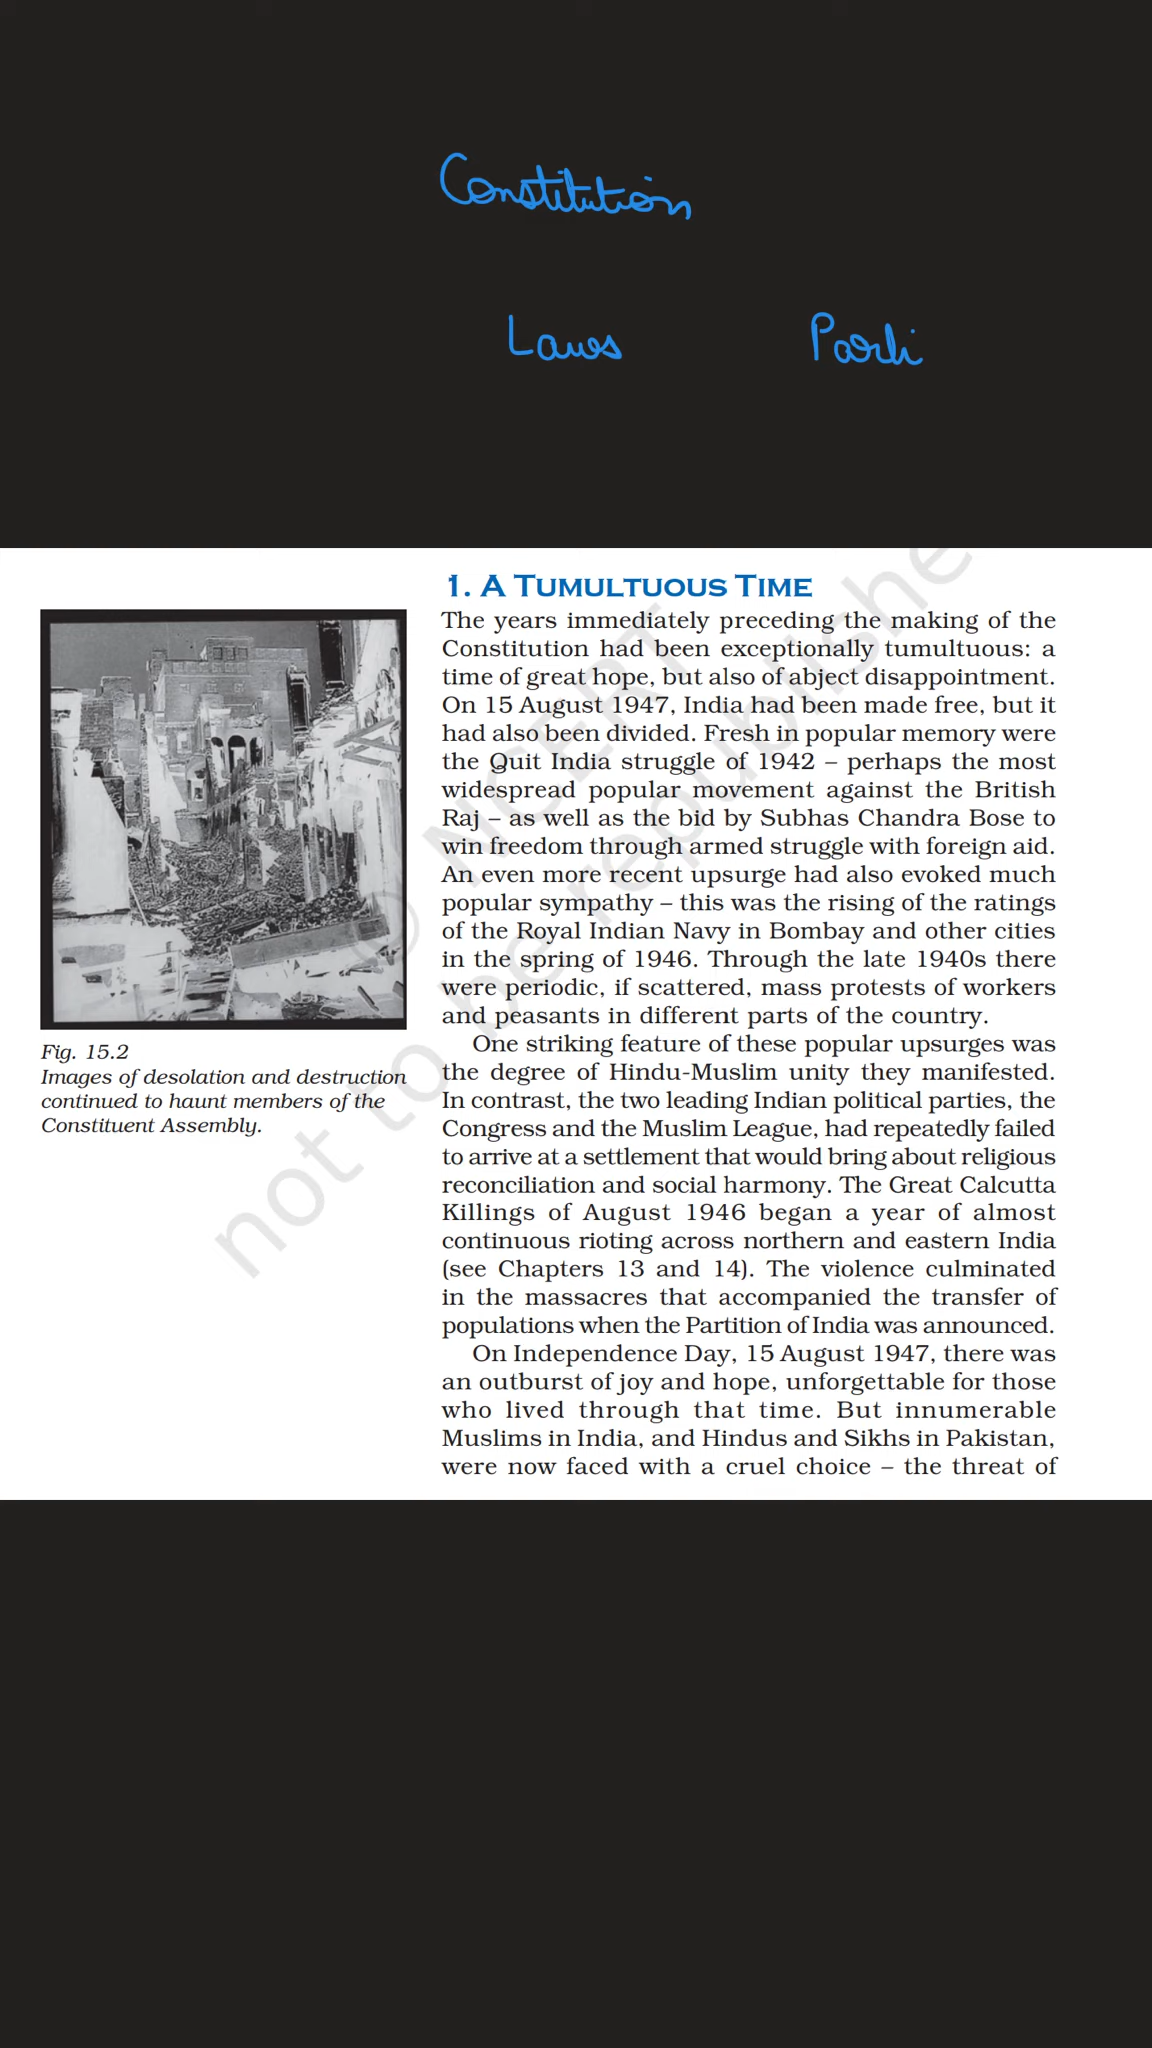 Constitution
Laws Parli
1. A TUMULTUOUS TIME
The years immediately preceding the making of the
Constitution had been exceptionally tumultuous: a
time of great hope, but also of abject disappointment.
On 15 August 1947, India had been made free, but it
had also been divided. Fresh in popular memory were
the Quit India struggle of 1942 – perhaps the most
widespread popular movement against the British
Raj – as well as the bid by Subhas Chandra Bose to
win freedom through armed struggle with foreign aid.
An even more recent upsurge had also evoked much
popular sympathy – this was the rising of the ratings
of the Royal Indian Navy in Bombay and other cities
in the spring of 1946. Through the late 1940s there
were periodic, if scattered, mass protests of workers
and peasants in different parts of the country.
One striking feature of these popular upsurges was
the degree of Hindu-Muslim unity they manifested.
In contrast, the two leading Indian political parties, the
Congress and the Muslim League, had repeatedly failed
to arrive at a settlement that would bring about religious
reconciliation and social harmony. The Great Calcutta
Killings of August 1946 began a year of almost
continuous rioting across northern and eastern India
(see Chapters 13 and 14). The violence culminated
in the massacres that accompanied the transfer of
populations when the Partition of India was announced.
On Independence Day, 15 August 1947, there was
an outburst of joy and hope, unforgettable for those
who lived through that time. But innumerable
Muslims in India, and Hindus and Sikhs in Pakistan,
were now faced with a cruel choice – the threat of
Fig. 15.2
Images of desolation and destruction
continued to haunt members of the
Constituent Assembly.
© NCERT
not to be republishe